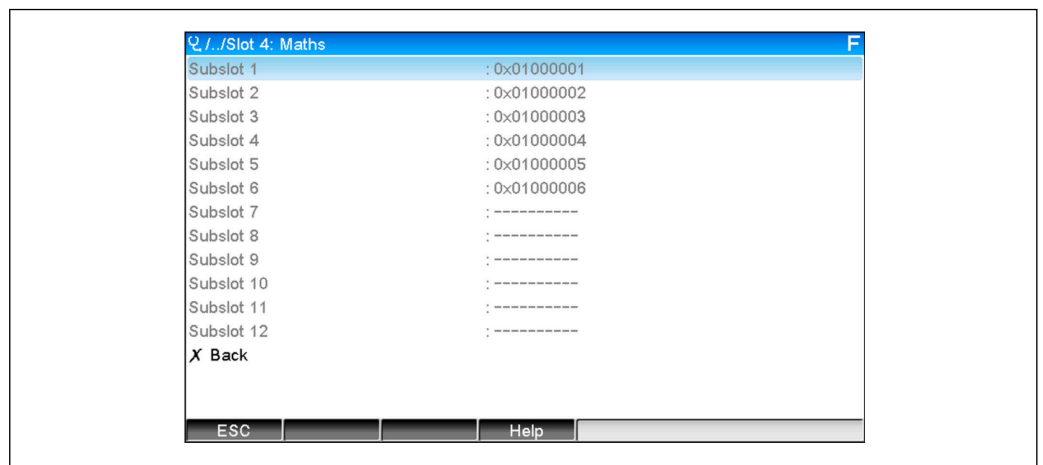 /../Slot 4: Maths F
Subslot 1 : 0x01000001
Subslot 2 : 0x01000002
Subslot 3 : 0x01000003
Subslot 4 : 0x01000004
Subslot 5 : 0x01000005
Subslot 6 : 0x01000006
Subslot 7 : ----------
Subslot 8 : ----------
Subslot 9 : ----------
Subslot 10 : ----------
Subslot 11 : ----------
Subslot 12 : ----------
X Back
ESC Help